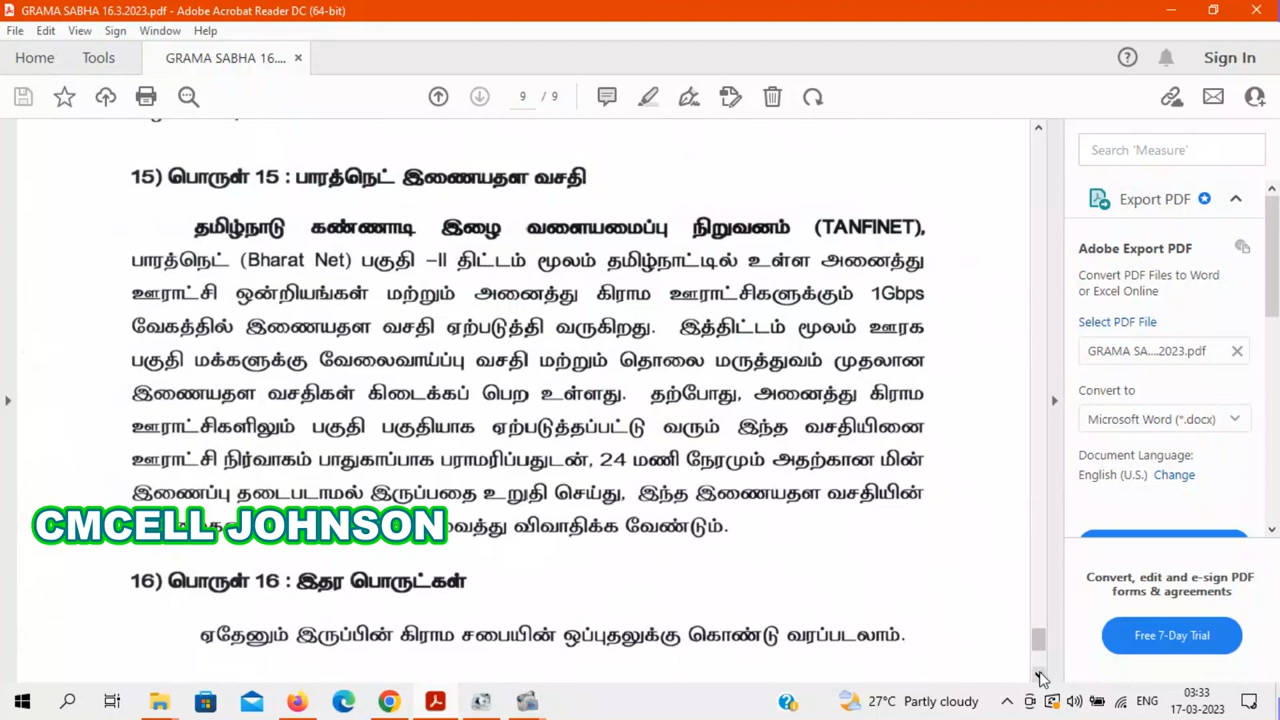 GRAMA SABHA 16.3.2023.pdf - Adobe Acrobat Reader DC (64-bit)
File Edit View Sign Window Help
Home Tools GRAMA SABHA 16.... × Sign In
9 / 9
15) பொருள் 15 : பாரத்நெட் இணையதள வசதி
தமிழ்நாடு கண்ணாடி இழை வளையமைப்பு நிறுவனம் (TANFINET),
பாரத்நெட் (Bharat Net) பகுதி –II திட்டம் மூலம் தமிழ்நாட்டில் உள்ள அனைத்து
ஊராட்சி ஒன்றியங்கள் மற்றும் அனைத்து கிராம ஊராட்சிகளுக்கும் 1Gbps
வேகத்தில் இணையதள வசதி ஏற்படுத்தி வருகிறது. இத்திட்டம் மூலம் ஊரக
பகுதி மக்களுக்கு வேலைவாய்ப்பு வசதி மற்றும் தொலை மருத்துவம் முதலான
இணையதள வசதிகள் கிடைக்கப் பெற உள்ளது. தற்போது, அனைத்து கிராம
ஊராட்சிகளிலும் பகுதி பகுதியாக ஏற்படுத்தப்பட்டு வரும் இந்த வசதியினை
ஊராட்சி நிர்வாகம் பாதுகாப்பாக பராமரிப்பதுடன், 24 மணி நேரமும் அதற்கான மின்
இணைப்பு தடைபடாமல் இருப்பதை உறுதி செய்து, இந்த இணையதள வசதியின்
CMCELL JOHNSON விவாதிக்க வேண்டும்.
16) பொருள் 16 : இதர பொருட்கள்
ஏதேனும் இருப்பின் கிராம சபையின் ஒப்புதலுக்கு கொண்டு வரப்படலாம்.
Search 'Measure'
Export PDF
Adobe Export PDF
Convert PDF Files to Word
or Excel Online
Select PDF File
GRAMA SA....2023.pdf
Convert to
Microsoft Word (*.docx)
Document Language:
English (U.S.) Change
Convert, edit and e-sign PDF
forms & agreements
Free 7-Day Trial
27°C Partly cloudy ENG 03:33
17-03-2023